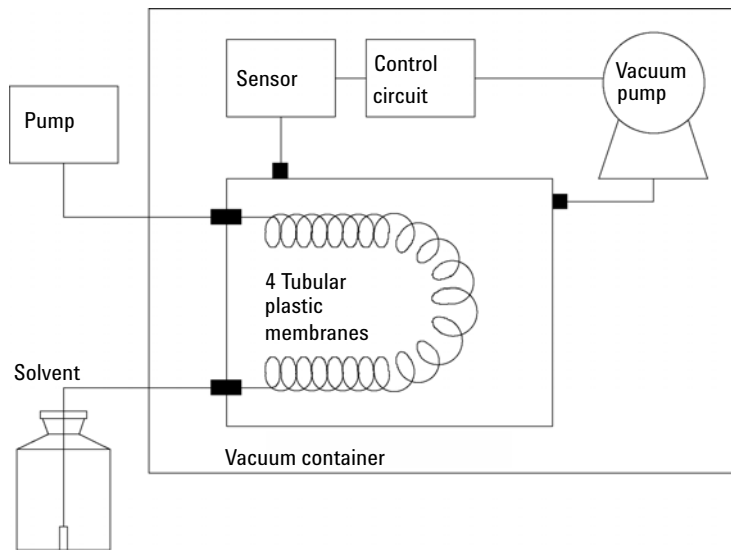 Sensor
Control
circuit
Vacuum
pump
Pump
4 Tubular
plastic
membranes
Solvent
Vacuum container